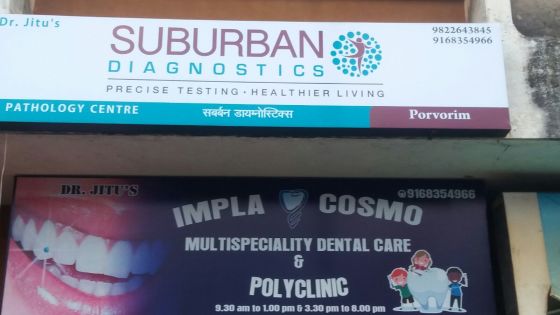 Dr. Jitu's
9822643845
9168354966
SUBURBAN
DIAGNOSTICS
PRECISE TESTING • HEALTHIER LIVING
PATHOLOGY CENTRE
सबर्बन डायग्नोस्टिक्स
Porvorim
DR. JITU'S
9168354966
IMPLA COSMO
MULTISPECIALITY DENTAL CARE
&
POLYCLINIC
9.30 am to 1.00 pm & 3.30 pm to 8.00 pm